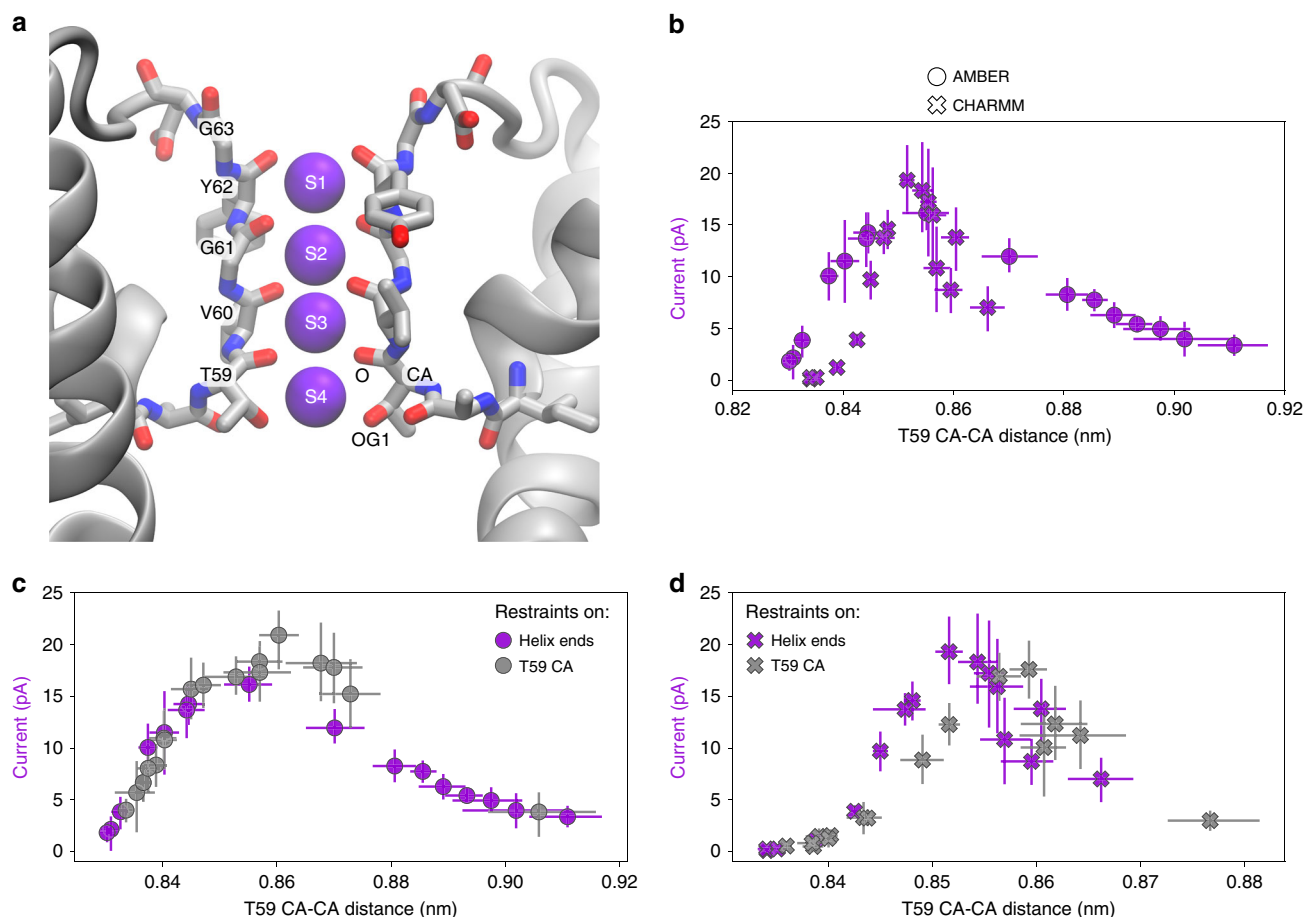 a
G63
Y62
G61
V60
T59
S1
S2
S3
S4
O
CA
OG1
b
AMBER
CHARMM
25
20
15
10
5
0
Current (pA)
0.82
0.84
0.86
0.88
0.90
0.92
T59 CA-CA distance (nm)
c
25
20
15
10
5
0
Current (pA)
Restraints on:
Helix ends
T59 CA
0.84
0.86
0.88
0.90
0.92
T59 CA-CA distance (nm)
d
25
20
15
10
5
0
Current (pA)
Restraints on:
Helix ends
T59 CA
0.84
0.85
0.86
0.87
0.88
T59 CA-CA distance (nm)